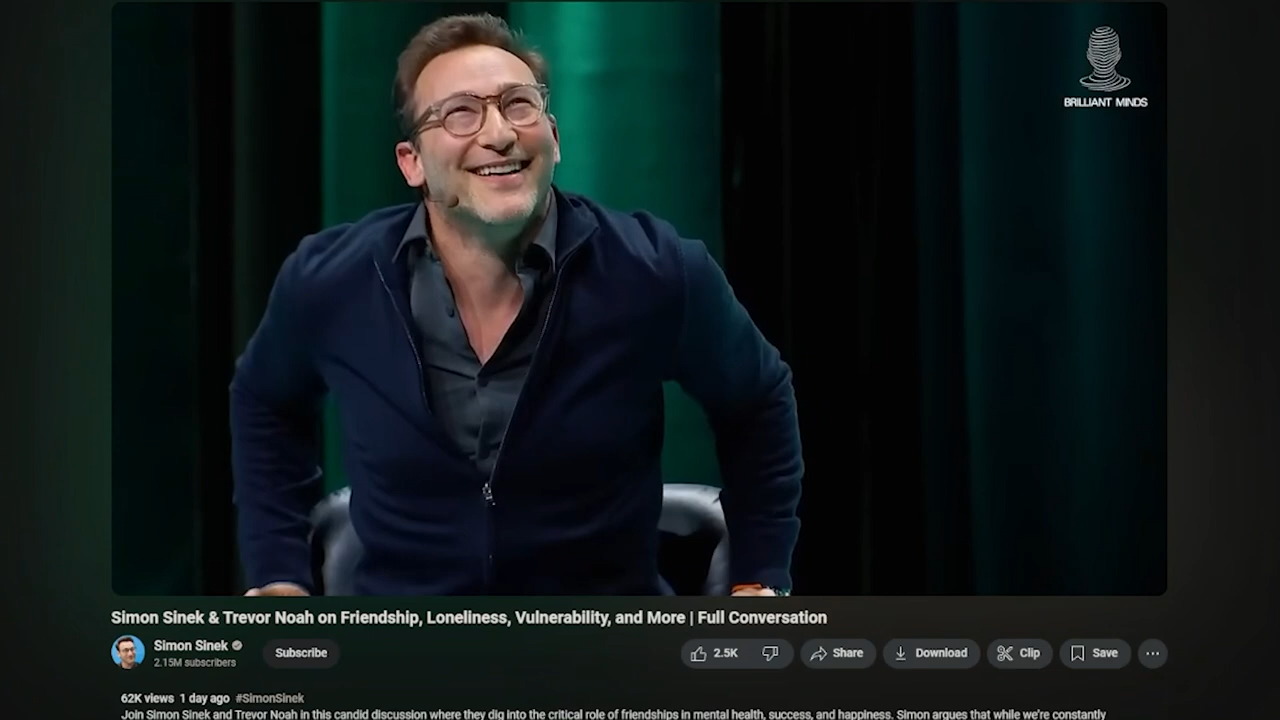 BRILLIANT MINDS
Simon Sinek & Trevor Noah on Friendship, Loneliness, Vulnerability, and More | Full Conversation
Simon Sinek
2.15M subscribers
Subscribe
2.5K
Share
Download
Clip
Save
62K views 1 day ago #SimonSinek
Join Simon Sinek and Trevor Noah in this candid discussion where they dig into the critical role of friendships in mental health, success, and happiness. Simon argues that while we're constantly